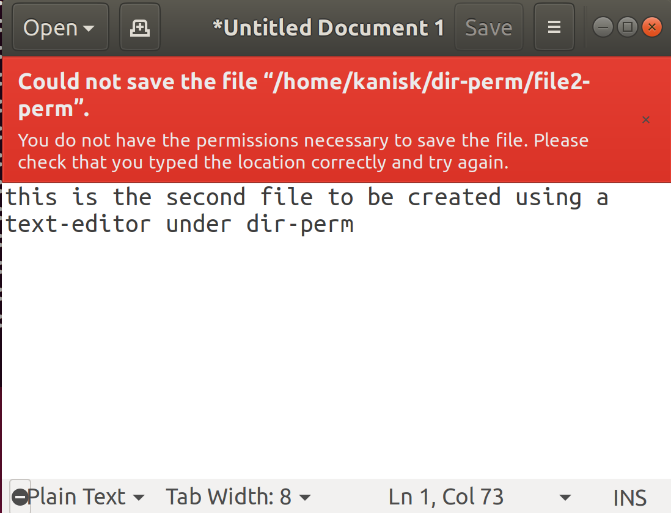 Open *Untitled Document 1 Save
Could not save the file “/home/kanisk/dir-perm/file2-
perm”.
You do not have the permissions necessary to save the file. Please
check that you typed the location correctly and try again.
this is the second file to be created using a
text-editor under dir-perm
Plain Text Tab Width: 8 Ln 1, Col 73 INS